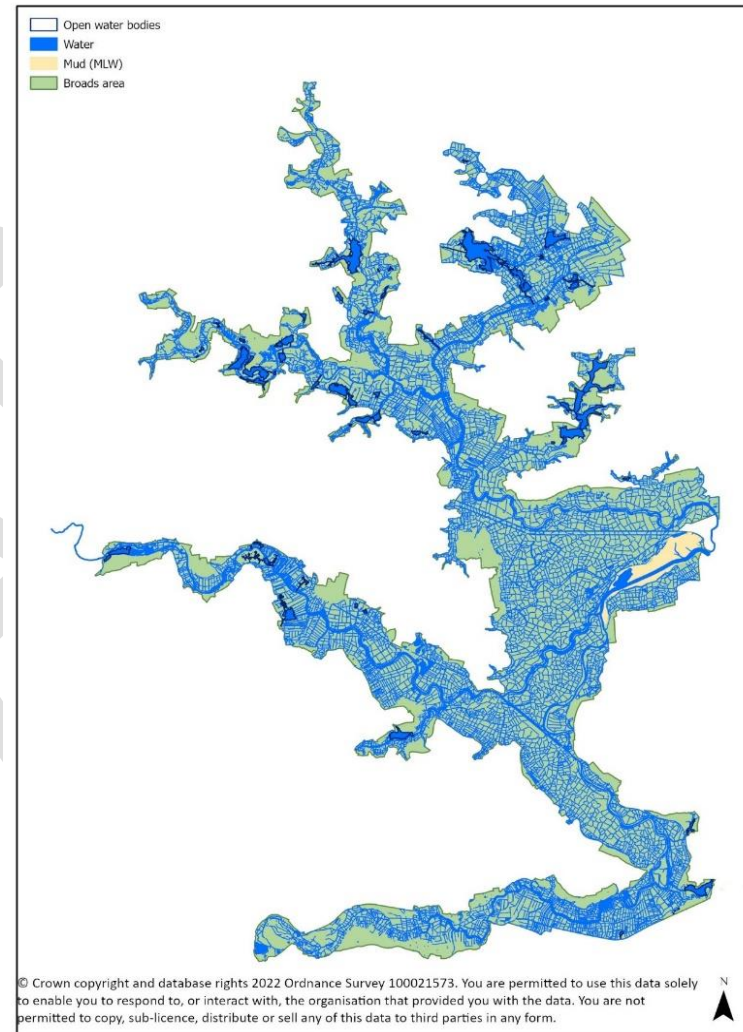 Open water bodies
Water
Mud (MLW)
Broads area
© Crown copyright and database rights 2022 Ordnance Survey 100021573. You are permitted to use this data solely
to enable you to respond to, or interact with, the organisation that provided you with the data. You are not
permitted to copy, sub-licence, distribute or sell any of this data to third parties in any form.
N